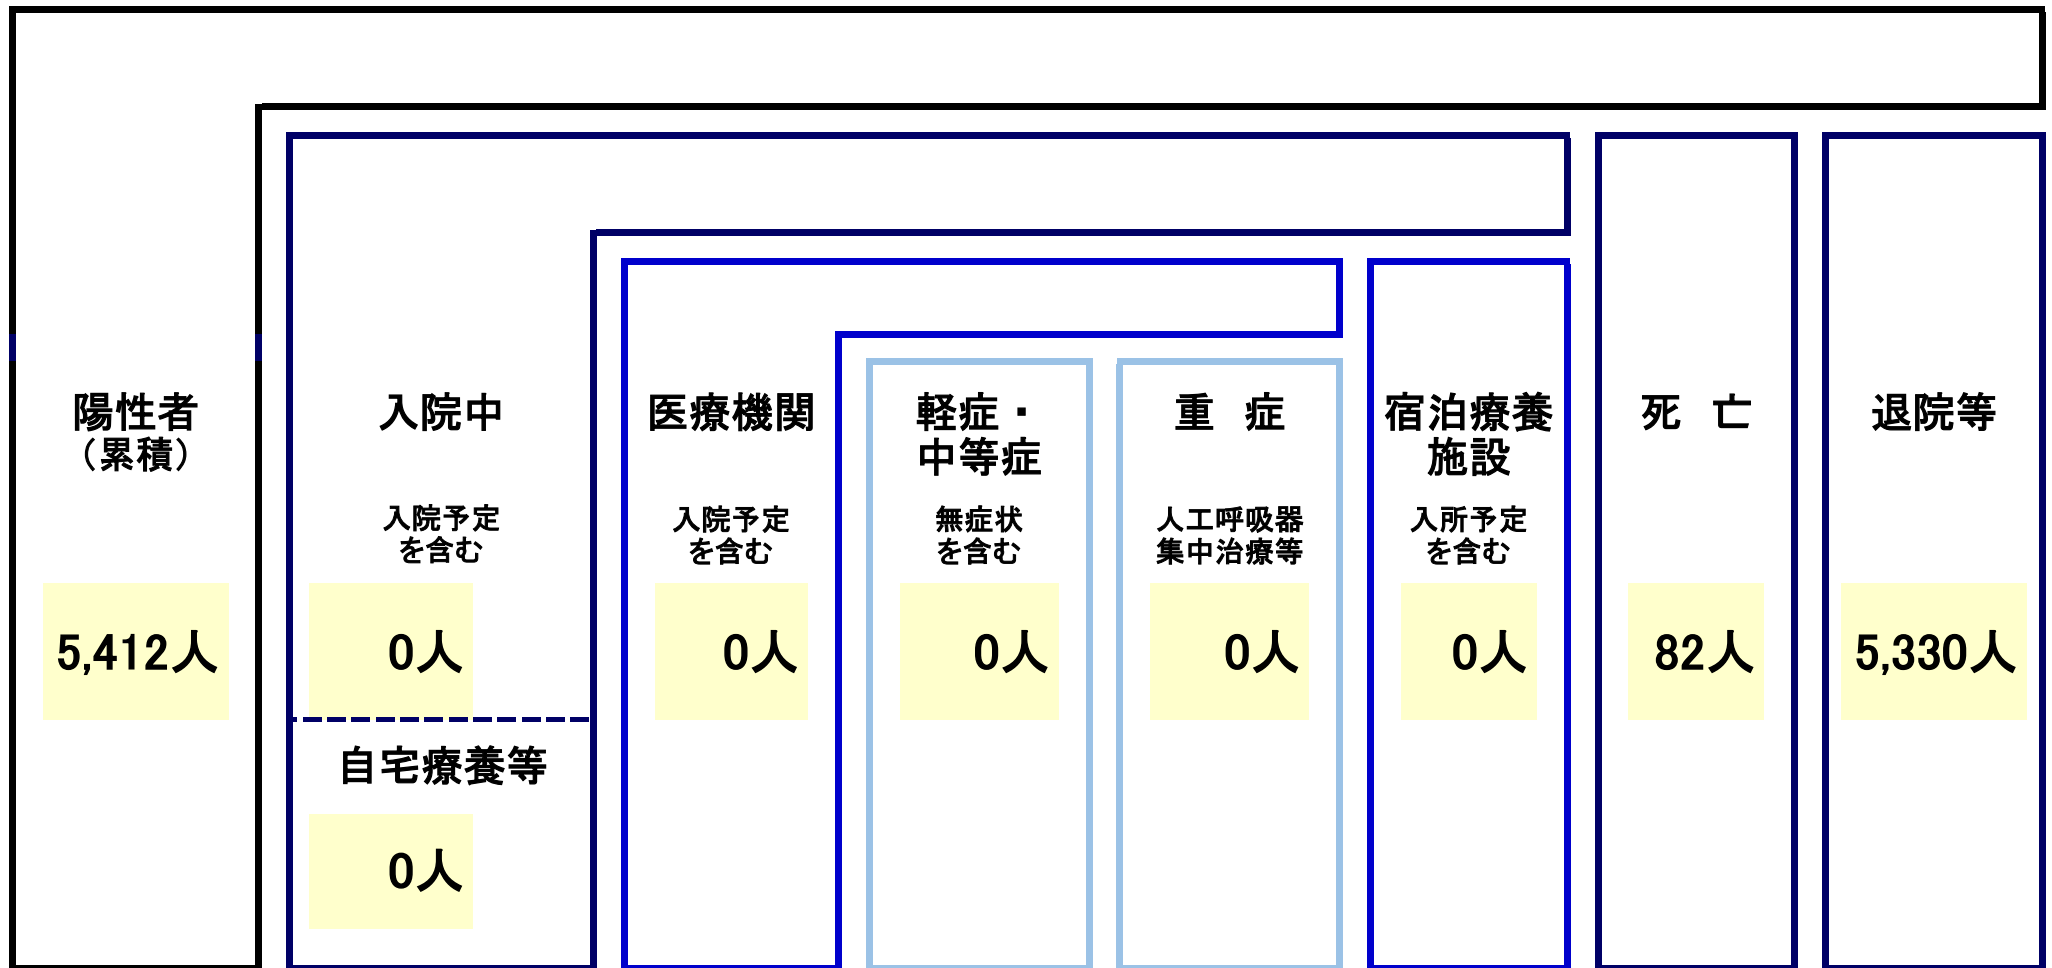 陽性者
（累積）
5,412人
入院中
入院予定
を含む
0人
自宅療養等
0人
医療機関
入院予定
を含む
0人
軽症・
中等症
無症状
を含む
0人
重　症
人工呼吸器
集中治療等
0人
宿泊療養
施設
入所予定
を含む
0人
死　亡
82人
退院等
5,330人